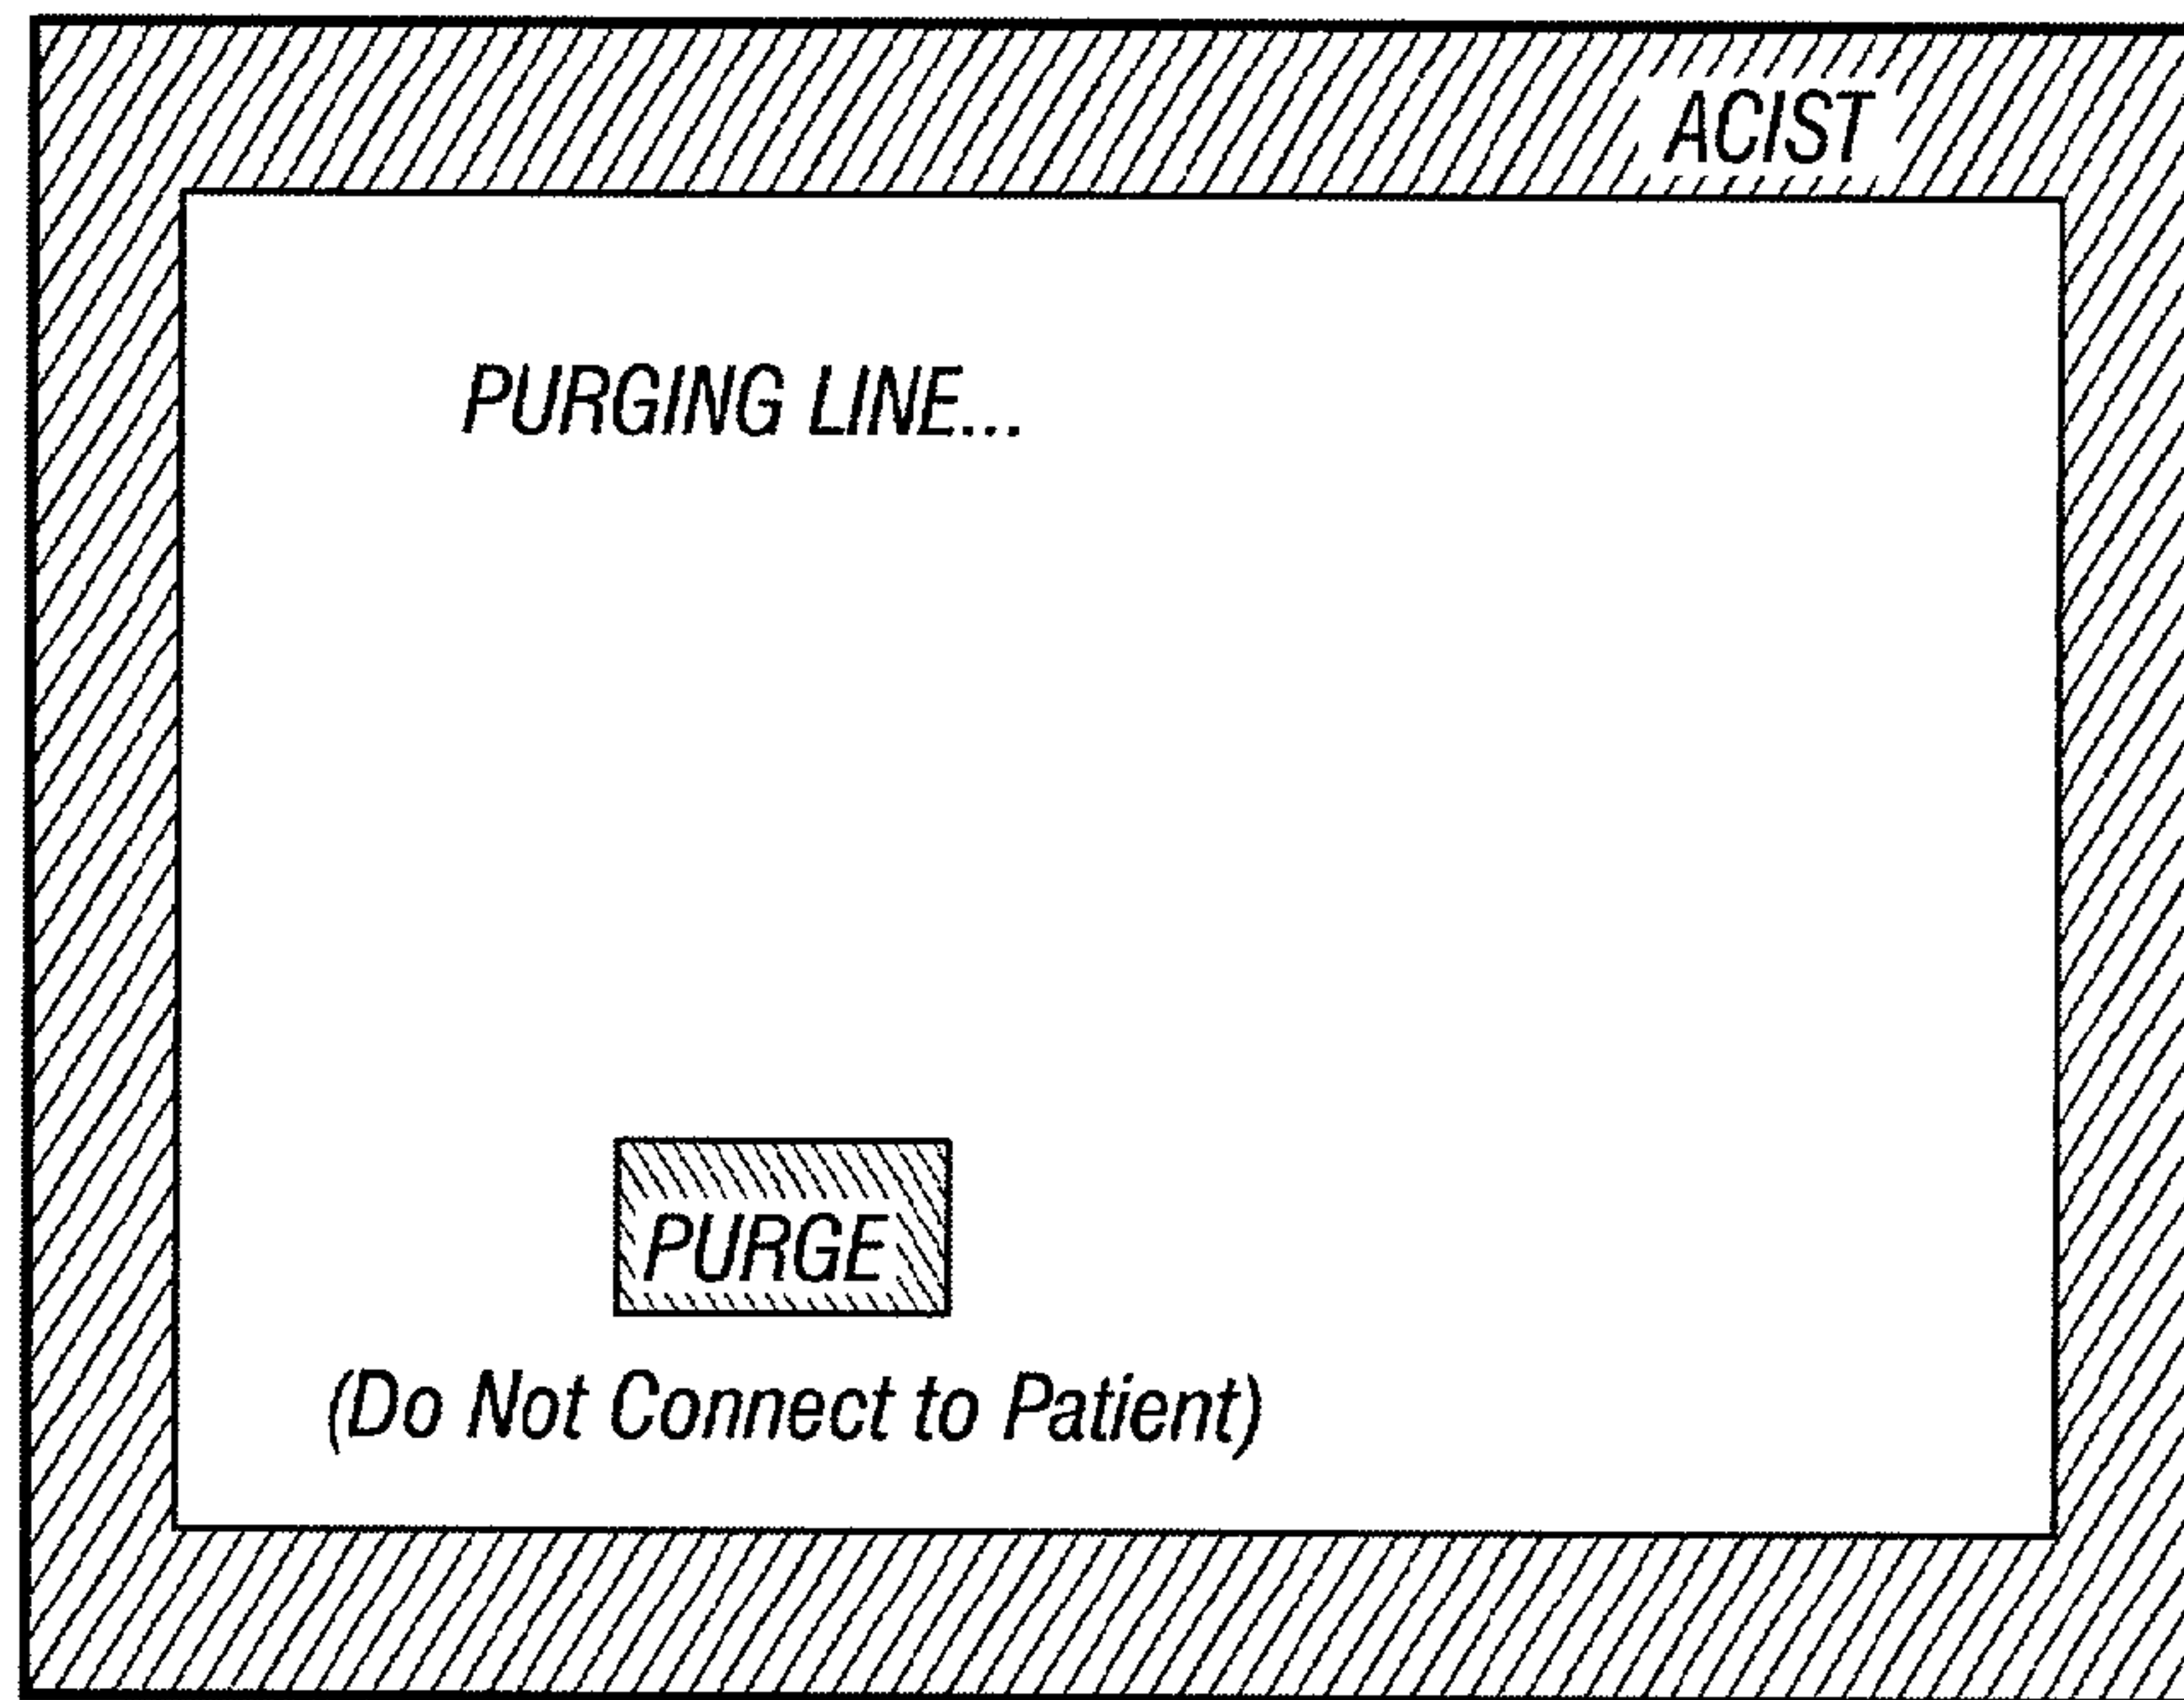 ACIST
PURGING LINE...
PURGE
(Do Not Connect to Patient)